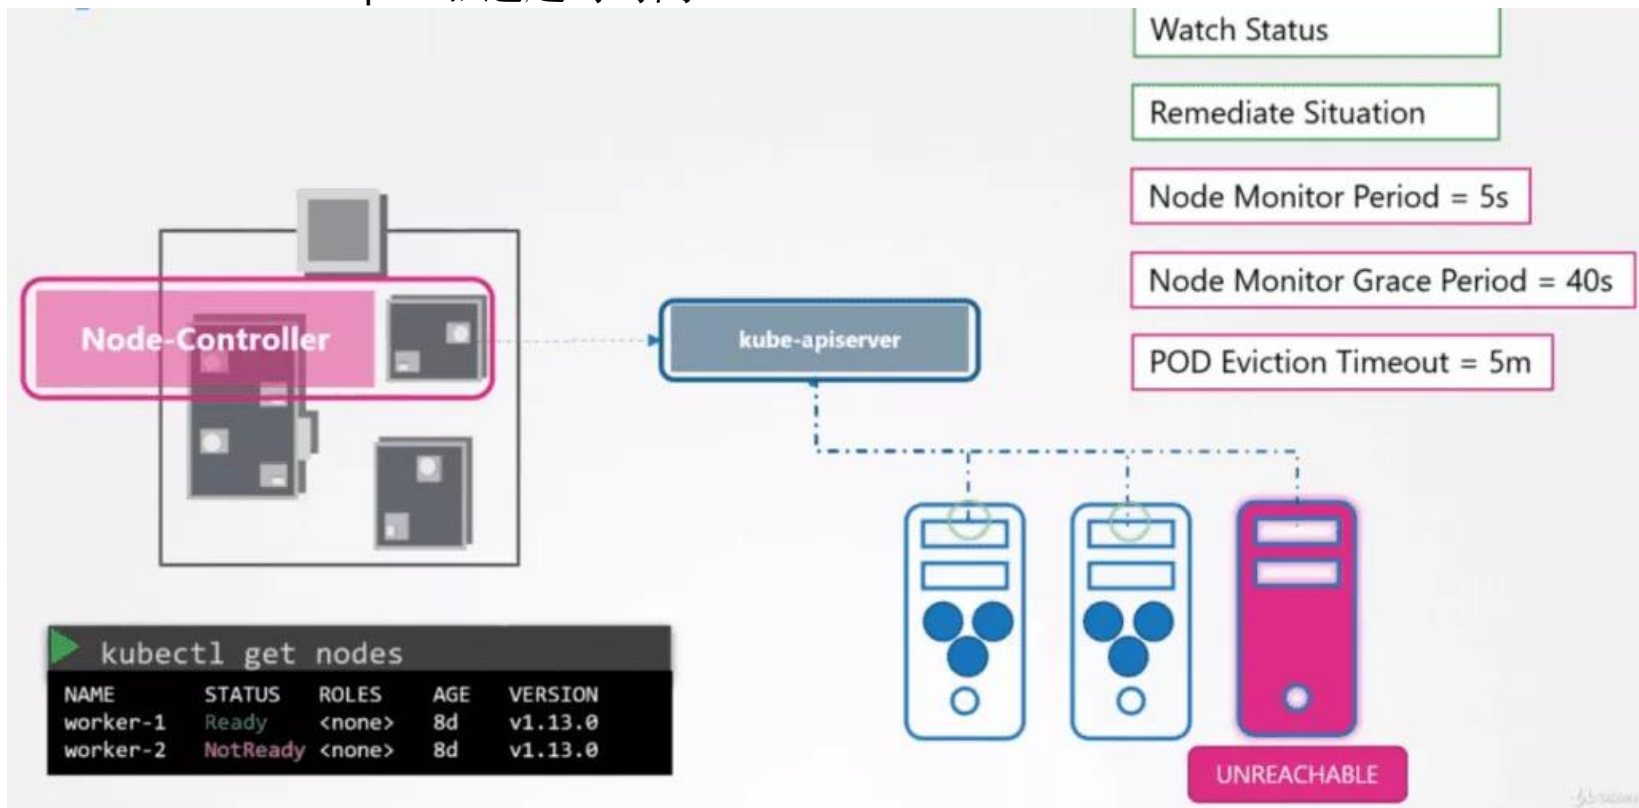 Watch Status
Remediate Situation
Node Monitor Period = 5s
Node Monitor Grace Period = 40s
POD Eviction Timeout = 5m
Node-Controller
kube-apiserver
kubectl get nodes
NAME STATUS ROLES AGE VERSION
worker-1 Ready <none> 8d v1.13.0
worker-2 NotReady <none> 8d v1.13.0
UNREACHABLE